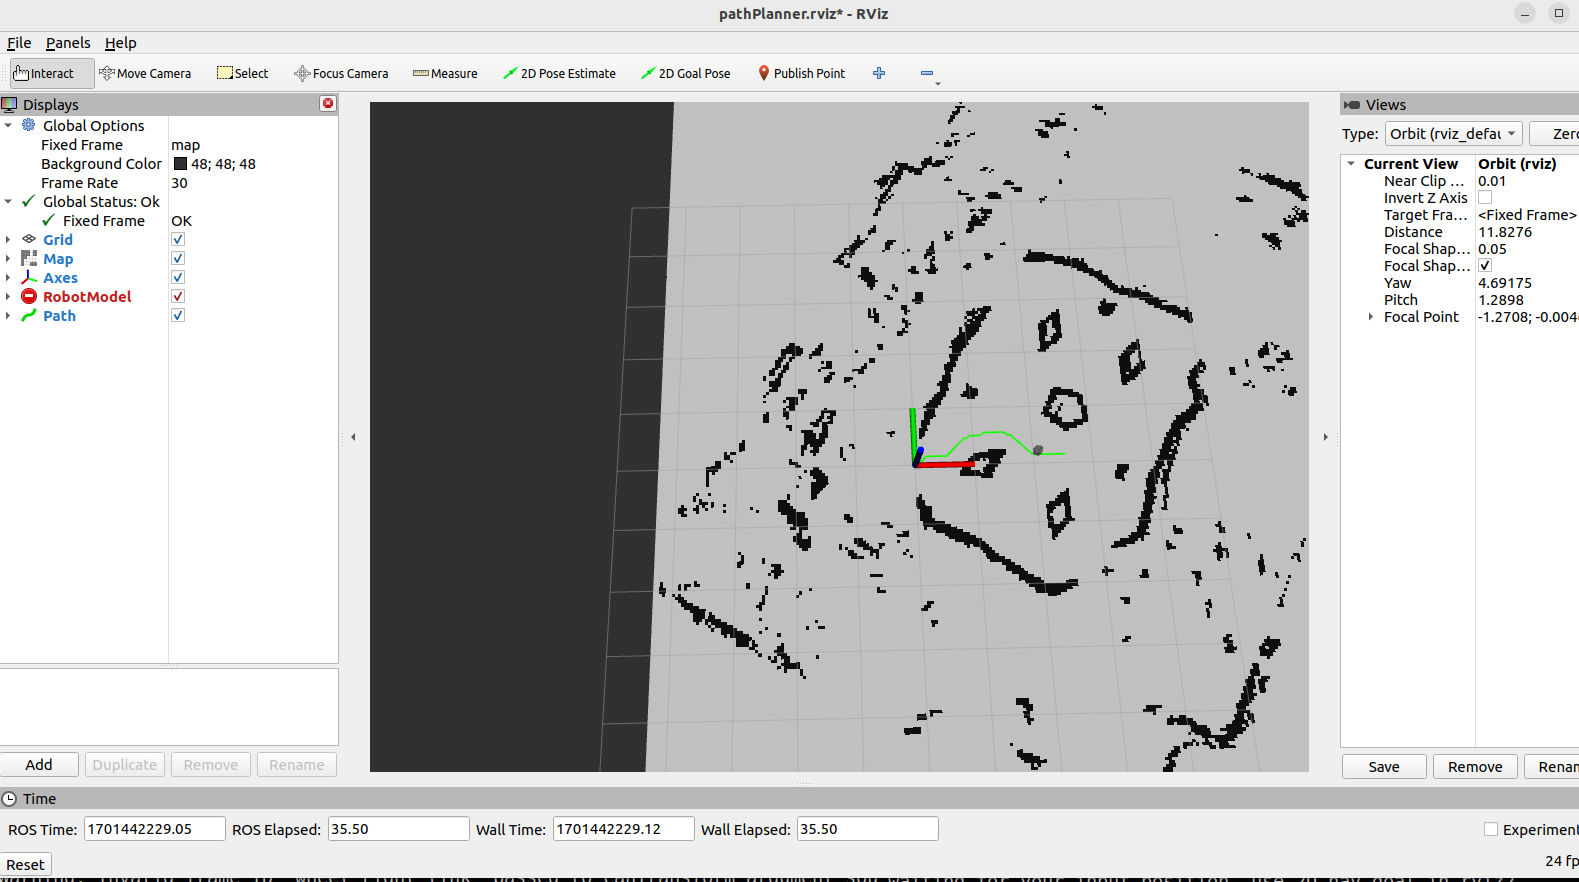 pathPlanner.rviz* - RViz
File Panels Help
Interact Move Camera Select Focus Camera Measure 2D Pose Estimate 2D Goal Pose Publish Point
Displays
Global Options
Fixed Frame map
Background Color 48; 48; 48
Frame Rate 30
Global Status: Ok
Fixed Frame OK
Grid
Map
Axes
RobotModel
Path
Add Duplicate Remove Rename
Views
Type: Orbit (rviz_defau Zero
Current View Orbit (rviz)
Near Clip ... 0.01
Invert Z Axis
Target Fra... <Fixed Frame>
Distance 11.8276
Focal Shap... 0.05
Focal Shap...
Yaw 4.69175
Pitch 1.2898
Focal Point -1.2708; -0.004
Save Remove Renam
Time
ROS Time: 1701442229.05 ROS Elapsed: 35.50 Wall Time: 1701442229.12 Wall Elapsed: 35.50 Experiment
Reset 24 fp